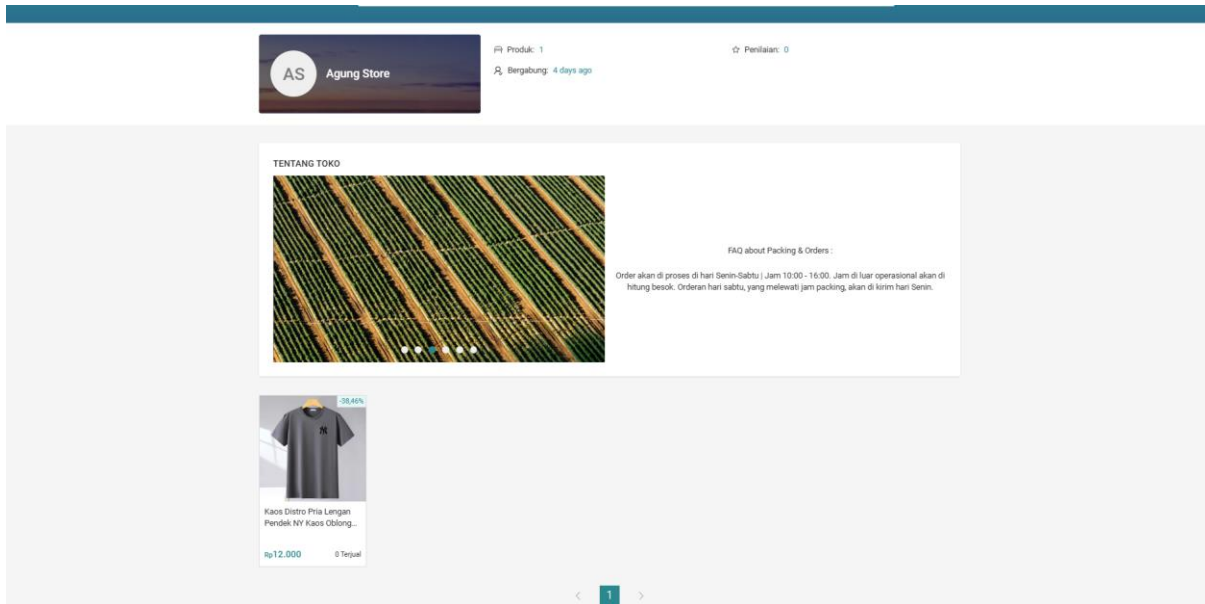 AS
Agung Store
Produk: 1
Penilaian: 0
Bergabung: 4 days ago
TENTANG TOKO
FAQ about Packing & Orders :
Order akan di proses di hari Senin-Sabtu | Jam 10:00 - 16:00. Jam di luar operasional akan di
hitung besok. Orderan hari sabtu, yang melewati jam packing, akan di kirim hari Senin.
-38,46%
NY
Kaos Distro Pria Lengan
Pendek NY Kaos Oblong...
Rp12.000
0 Terjual
< 1 >